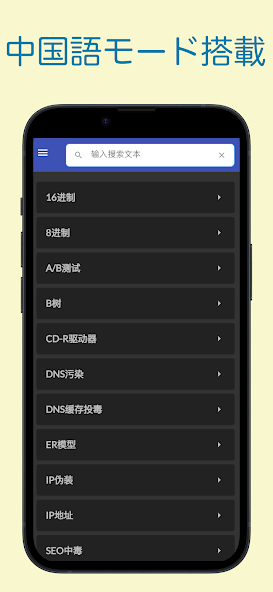 中国語モード搭載
输入搜索文本
16进制
8进制
A/B测试
B树
CD-R驱动器
DNS污染
DNS缓存投毒
ER模型
IP伪装
IP地址
SEO中毒